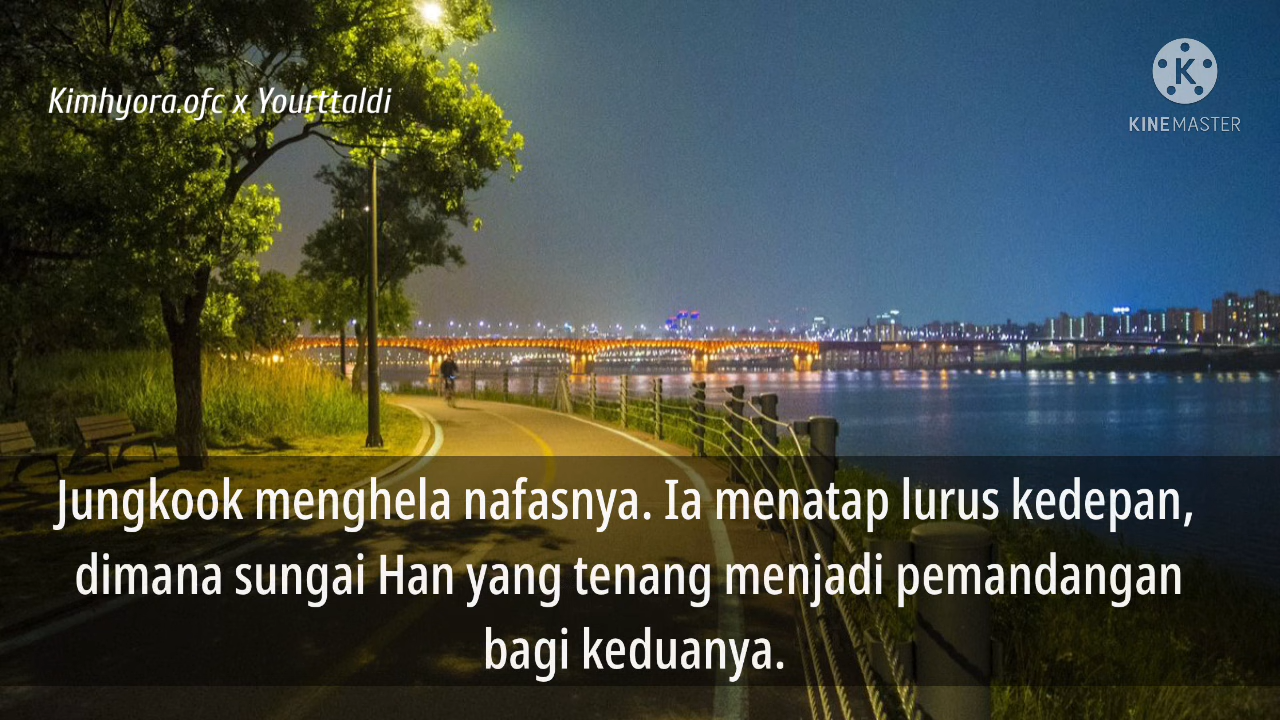 Kimhyora.ofc x Yourttaldi
K
KINEMASTER
Jungkook menghela nafasnya. Ia menatap lurus kedepan,
dimana sungai Han yang tenang menjadi pemandangan
bagi keduanya.